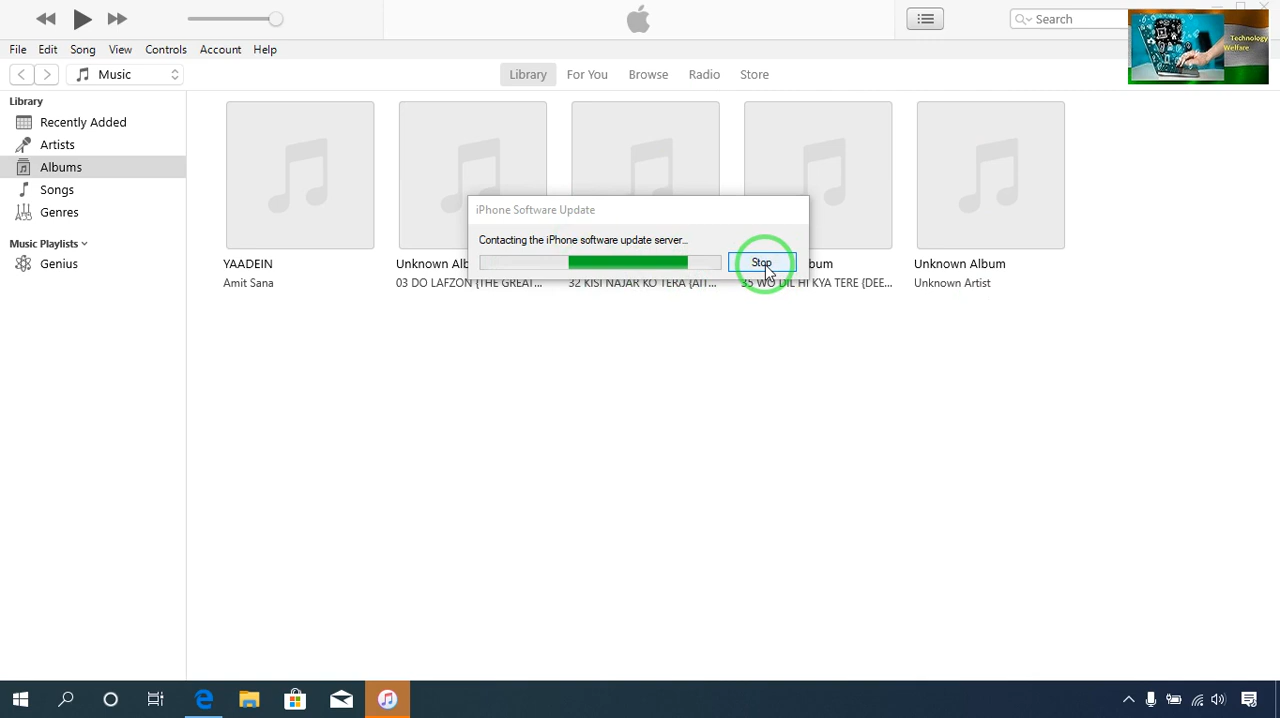 Search
Technology
Welfare
File Edit Song View Controls Account Help
Music
Library For You Browse Radio Store
Library
Recently Added
Artists
Albums
Songs
Genres
Music Playlists
Genius
iPhone Software Update
Contacting the iPhone software update server...
Stop
YAADEIN
Amit Sana
Unknown Alb
03 DO LAFZON {THE GREAT...
32 KISI NAJAR KO TERA {AIT...
lbum
35 WO DIL HI KYA TERE {DEE...
Unknown Album
Unknown Artist